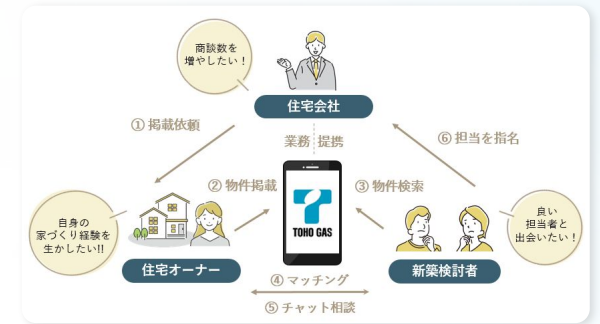 商談数を
増やしたい！
住宅会社
① 掲載依頼
業務 提携
⑥ 担当を指名
② 物件掲載
③ 物件検索
TOHO GAS
自身の
家づくり経験を
生かしたい!!
良い
担当者と
出会いたい！
住宅オーナー
新築検討者
④ マッチング
⑤ チャット相談